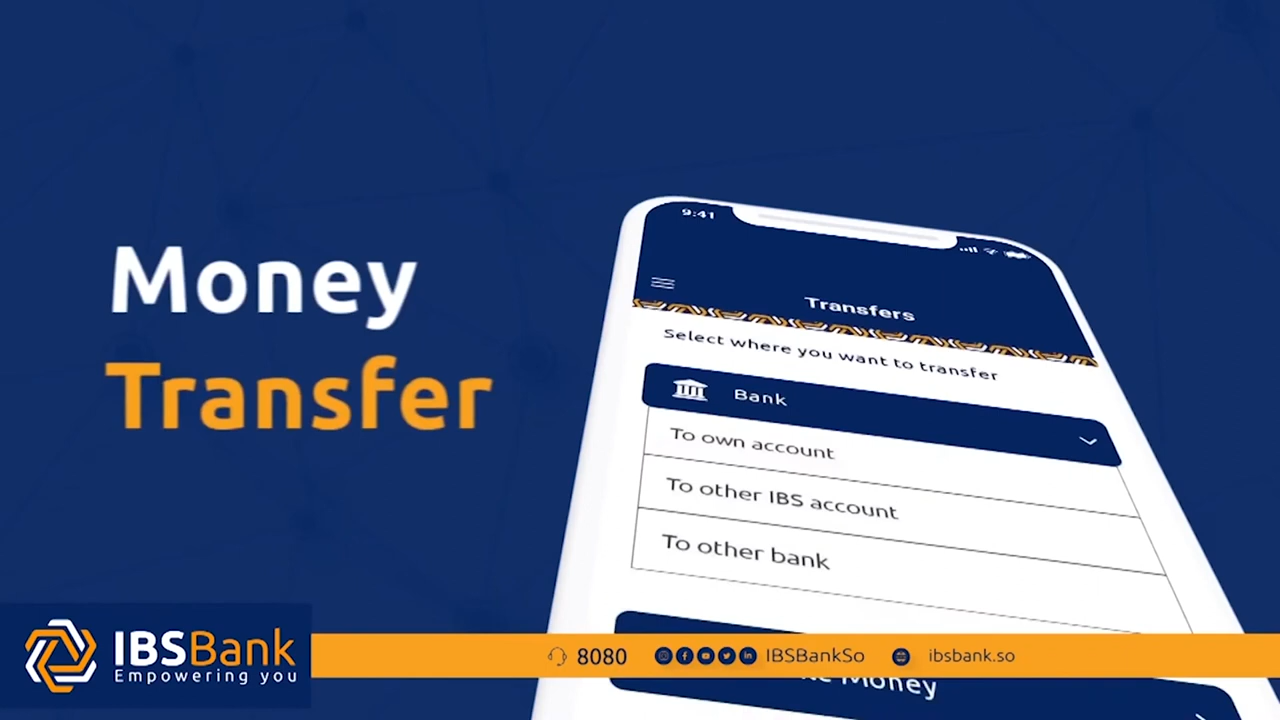 Money
Transfer
9:41
Transfers
Select where you want to transfer
Bank
To own account
To other IBS account
To other bank
Money
IBSBank
Empowering you
8080
IBSBankSo
ibsbank.so